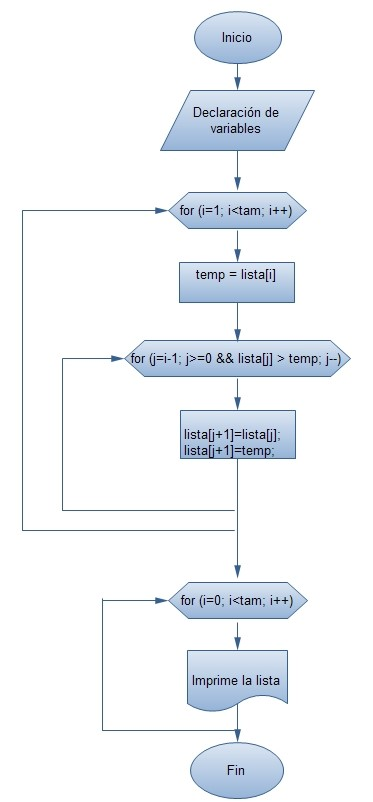 Inicio
Declaración de
variables
for (i=1; i<tam; i++)
temp = lista[i]
for (j=i-1; j>=0 && lista[j] > temp; j--)
lista[j+1]=lista[j];
lista[j+1]=temp;
for (i=0; i<tam; i++)
Imprime la lista
Fin